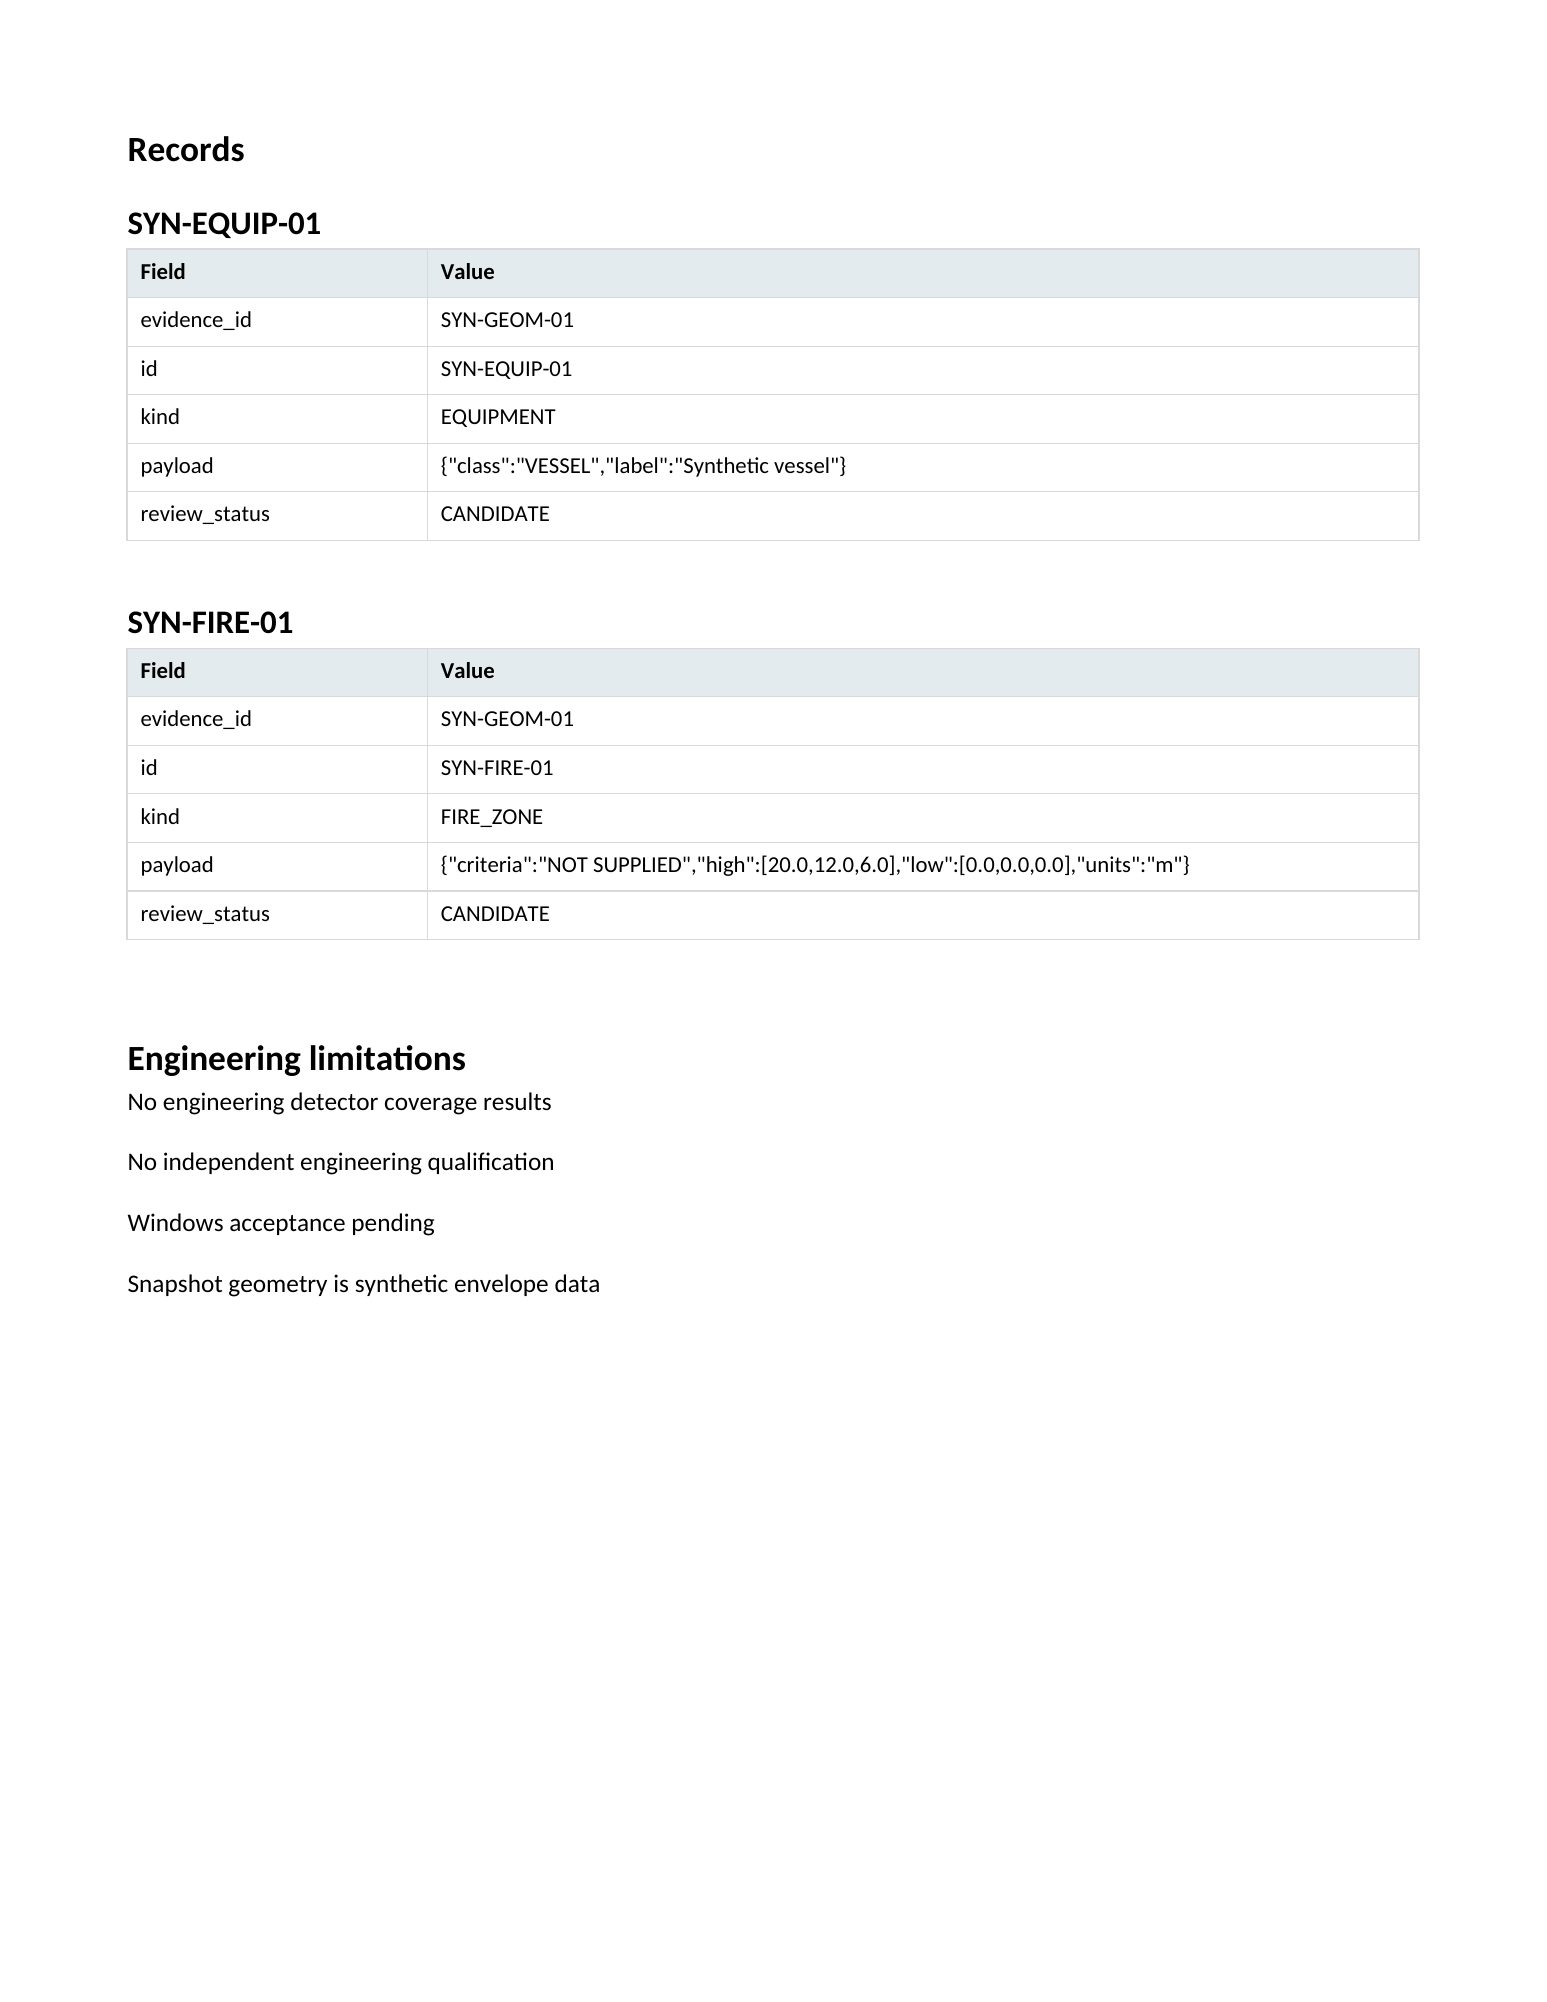 Records
SYN-EQUIP-01
Field Value
evidence_id SYN-GEOM-01
id SYN-EQUIP-01
kind EQUIPMENT
payload {"class":"VESSEL","label":"Synthetic vessel"}
review_status CANDIDATE
SYN-FIRE-01
Field Value
evidence_id SYN-GEOM-01
id SYN-FIRE-01
kind FIRE_ZONE
payload {"criteria":"NOT SUPPLIED","high":[20.0,12.0,6.0],"low":[0.0,0.0,0.0],"units":"m"}
review_status CANDIDATE
Engineering limitations
No engineering detector coverage results
No independent engineering qualification
Windows acceptance pending
Snapshot geometry is synthetic envelope data